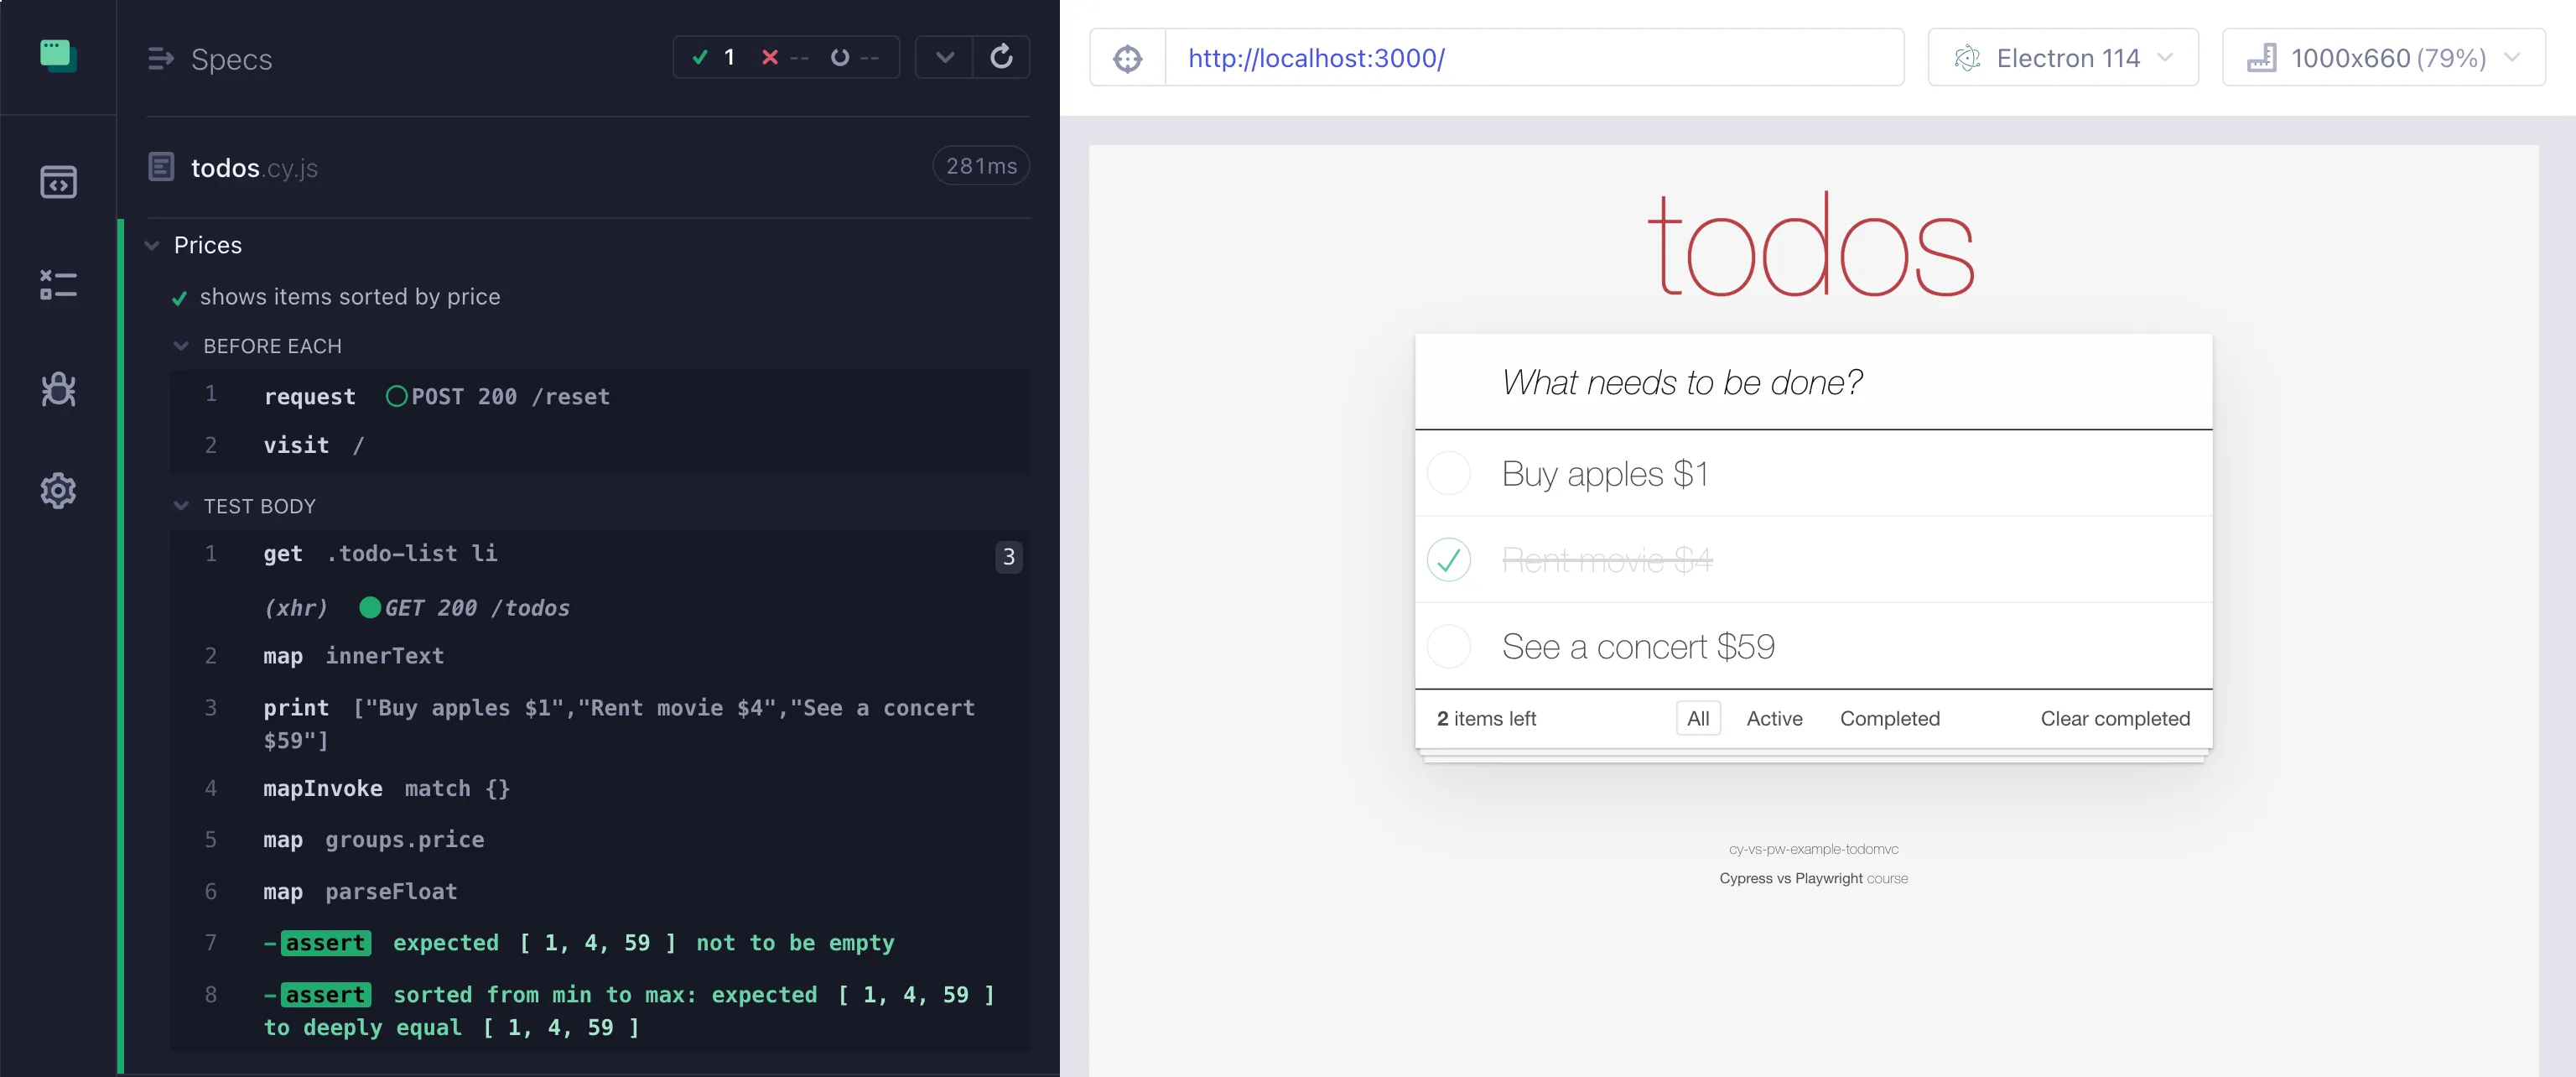 Specs
1 -- --
todos.cy.js
281ms
Prices
shows items sorted by price
BEFORE EACH
1 request POST 200 /reset
2 visit /
TEST BODY
1 get .todo-list li 3
(xhr) GET 200 /todos
2 map innerText
3 print ["Buy apples $1","Rent movie $4","See a concert
$59"]
4 mapInvoke match {}
5 map groups.price
6 map parseFloat
7 -assert expected [ 1, 4, 59 ] not to be empty
8 -assert sorted from min to max: expected [ 1, 4, 59 ]
to deeply equal [ 1, 4, 59 ]
http://localhost:3000/
Electron 114
1000x660 (79%)
todos
What needs to be done?
Buy apples $1
Rent movie $4
See a concert $59
2 items left All Active Completed Clear completed
cy-vs-pw-example-todomvc
Cypress vs Playwright course